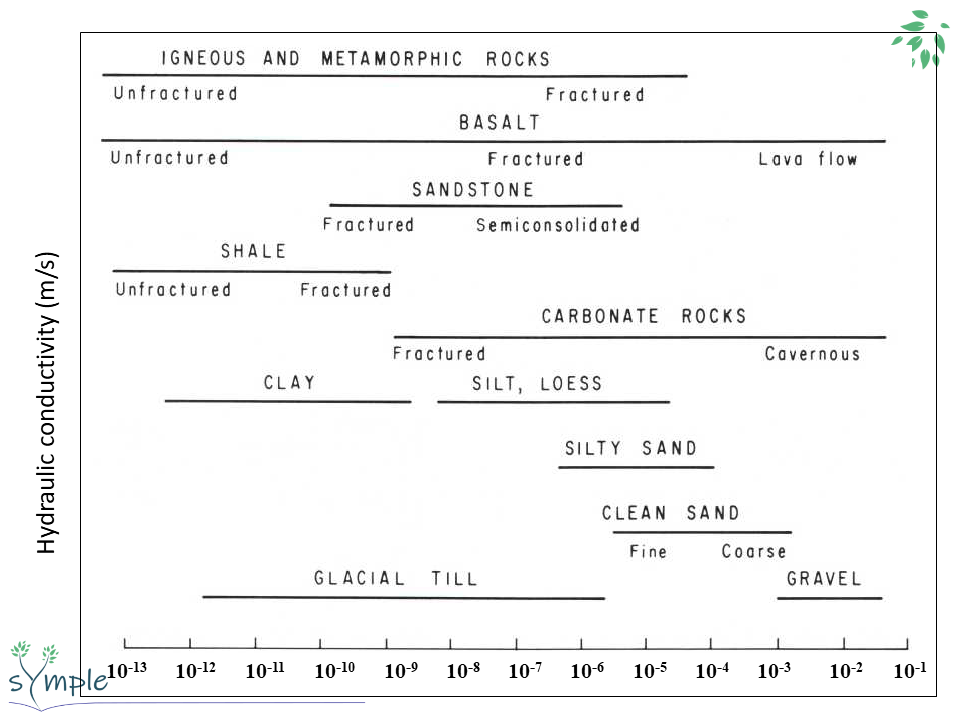 IGNEOUS AND METAMORPHIC ROCKS
Unfractured Fractured
BASALT
Unfractured Fractured Lava flow
SANDSTONE
Fractured Semiconsolidated
SHALE
Unfractured Fractured
CARBONATE ROCKS
Fractured Cavernous
CLAY SILT, LOESS
SILTY SAND
CLEAN SAND
Fine Coarse
GLACIAL TILL GRAVEL
10-13 10-12 10-11 10-10 10-9 10-8 10-7 10-6 10-5 10-4 10-3 10-2 10-1
Hydraulic conductivity (m/s)
symple